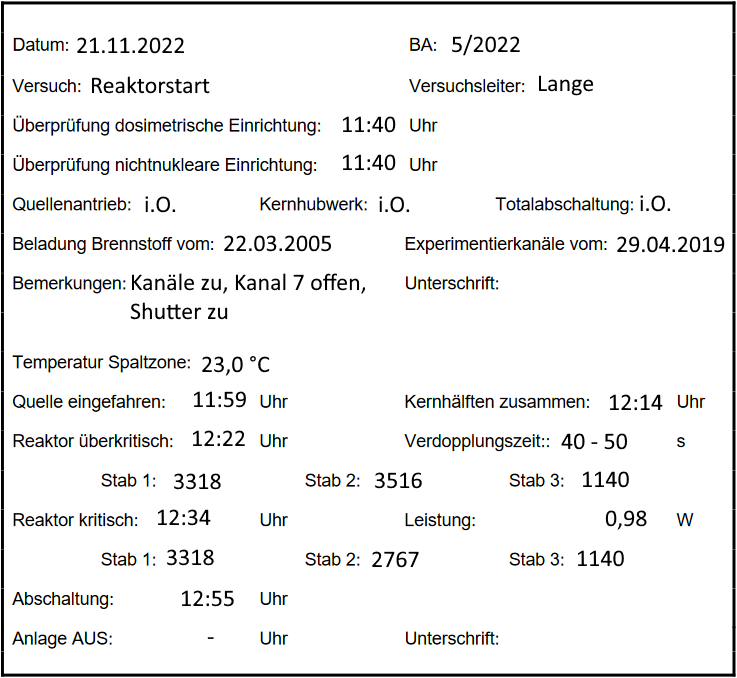 Datum: 21.11.2022 BA: 5/2022
Versuch: Reaktorstart Versuchsleiter: Lange
Überprüfung dosimetrische Einrichtung: 11:40 Uhr
Überprüfung nichtnukleare Einrichtung: 11:40 Uhr
Quellenantrieb: i.O. Kernhubwerk: i.O. Totalabschaltung: i.O.
Beladung Brennstoff vom: 22.03.2005 Experimentierkanäle vom: 29.04.2019
Bemerkungen: Kanäle zu, Kanal 7 offen, Unterschrift:
Shutter zu
Temperatur Spaltzone: 23,0 °C
Quelle eingefahren: 11:59 Uhr Kernhälften zusammen: 12:14 Uhr
Reaktor überkritisch: 12:22 Uhr Verdopplungszeit:: 40 - 50 s
Stab 1: 3318 Stab 2: 3516 Stab 3: 1140
Reaktor kritisch: 12:34 Uhr Leistung: 0,98 W
Stab 1: 3318 Stab 2: 2767 Stab 3: 1140
Abschaltung: 12:55 Uhr
Anlage AUS: - Uhr Unterschrift: